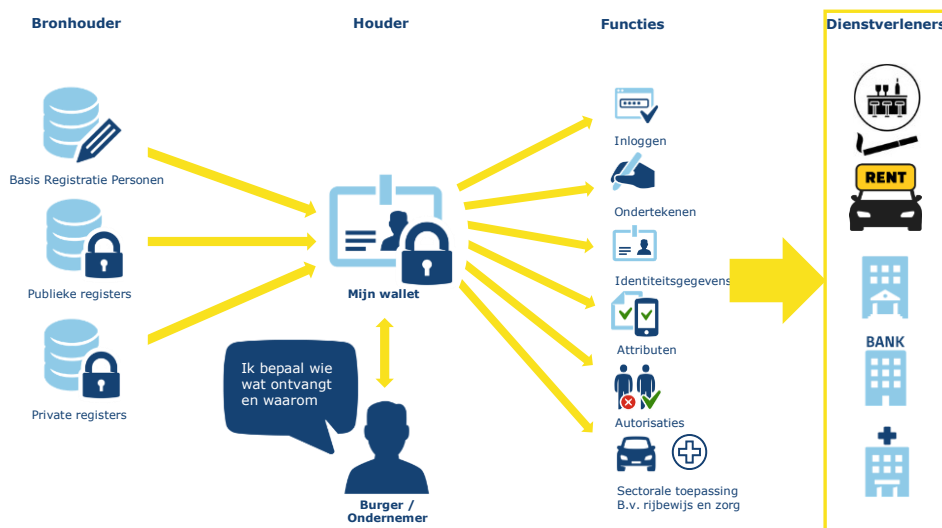 Bronhouder
Houder
Functies
Dienstverleners
Basis Registratie Personen
Publieke registers
Private registers
Mijn wallet
Ik bepaal wie
wat ontvangt
en waarom
Burger /
Ondernemer
Inloggen
Ondertekenen
Identiteitsgegevens
Attributen
Autorisaties
Sectorale toepassing
B.v. rijbewijs en zorg
RENT
BANK